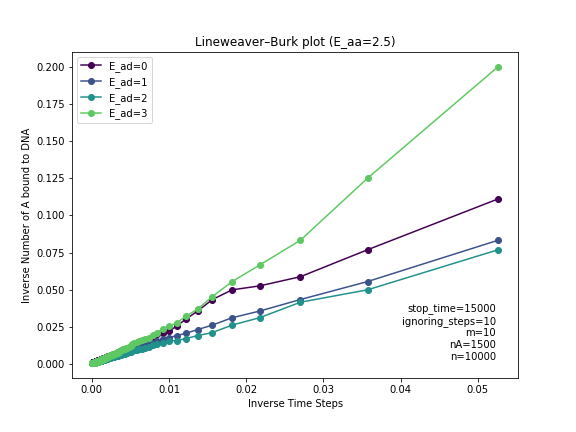 Lineweaver–Burk plot (E_aa=2.5)
E_ad=0
E_ad=1
E_ad=2
E_ad=3
Inverse Number of A bound to DNA
0.200
0.175
0.150
0.125
0.100
0.075
0.050
0.025
0.000
stop_time=15000
ignoring_steps=10
m=10
nA=1500
n=10000
0.00 0.01 0.02 0.03 0.04 0.05
Inverse Time Steps